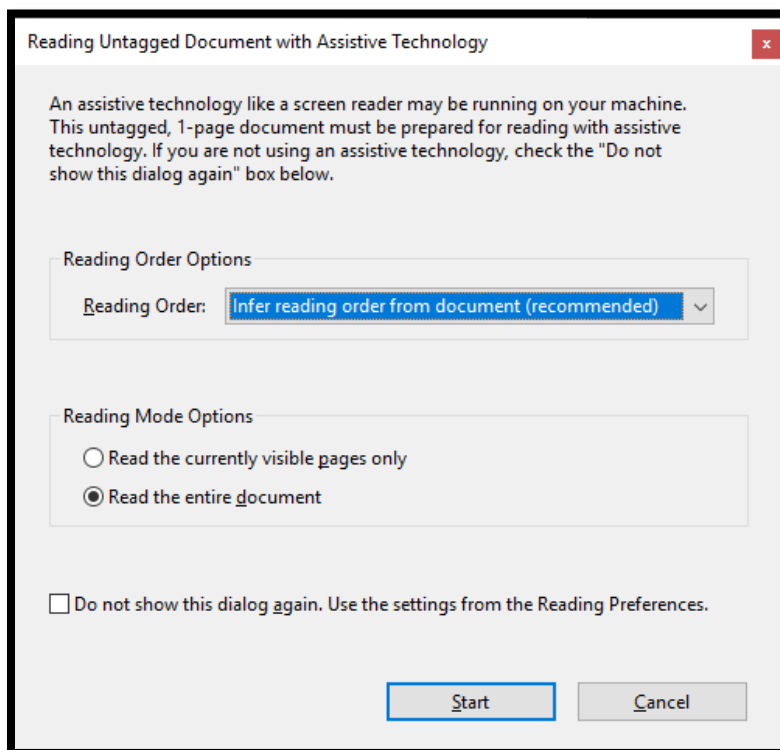 Reading Untagged Document with Assistive Technology
x
An assistive technology like a screen reader may be running on your machine.
This untagged, 1-page document must be prepared for reading with assistive
technology. If you are not using an assistive technology, check the "Do not
show this dialog again" box below.
Reading Order Options
Reading Order: Infer reading order from document (recommended)
Reading Mode Options
Read the currently visible pages only
Read the entire document
Do not show this dialog again. Use the settings from the Reading Preferences.
Start Cancel